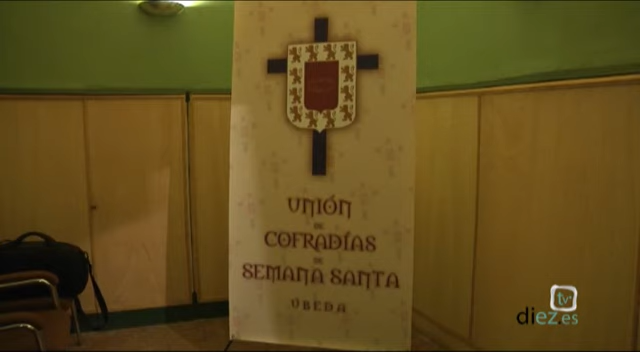 UNIÓN
DE
COFRADÍAS
DE
SEMANA SANTA
ÚBEDA
tv
diez.es